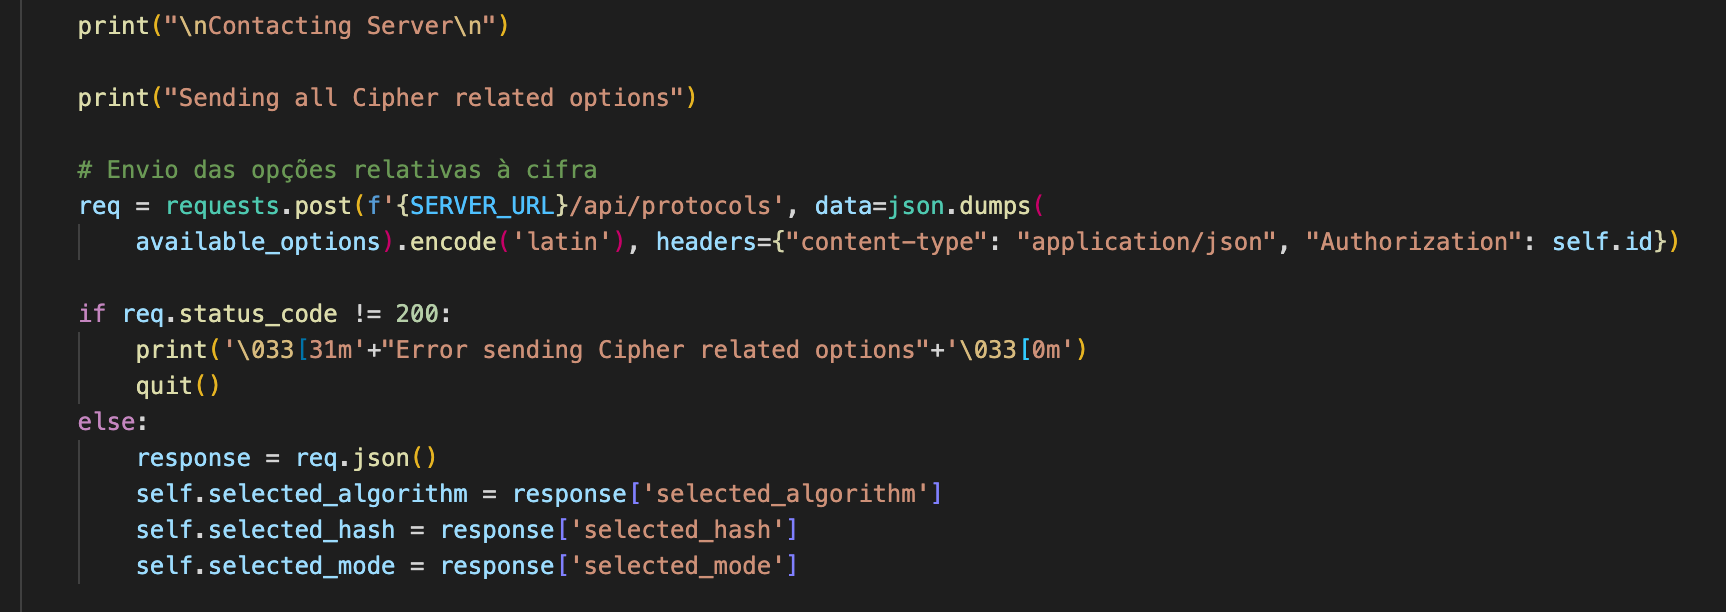 print("\nContacting Server\n")
print("Sending all Cipher related options")
# Envio das opções relativas à cifra
req = requests.post(f'{SERVER_URL}/api/protocols', data=json.dumps(
available_options).encode('latin'), headers={"content-type": "application/json", "Authorization": self.id})
if req.status_code != 200:
print('\033[31m'+"Error sending Cipher related options"+'\033[0m')
quit()
else:
response = req.json()
self.selected_algorithm = response['selected_algorithm']
self.selected_hash = response['selected_hash']
self.selected_mode = response['selected_mode']